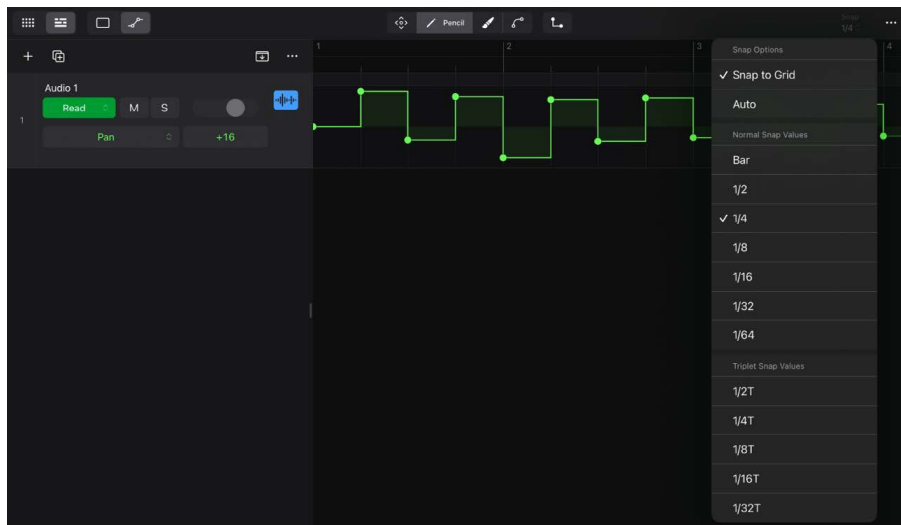 Pencil
Snap
1/4
1
2
3
4
Audio 1
Read
M
S
1
Pan
+16
Snap Options
Snap to Grid
Auto
Normal Snap Values
Bar
1/2
1/4
1/8
1/16
1/32
1/64
Triplet Snap Values
1/2T
1/4T
1/8T
1/16T
1/32T